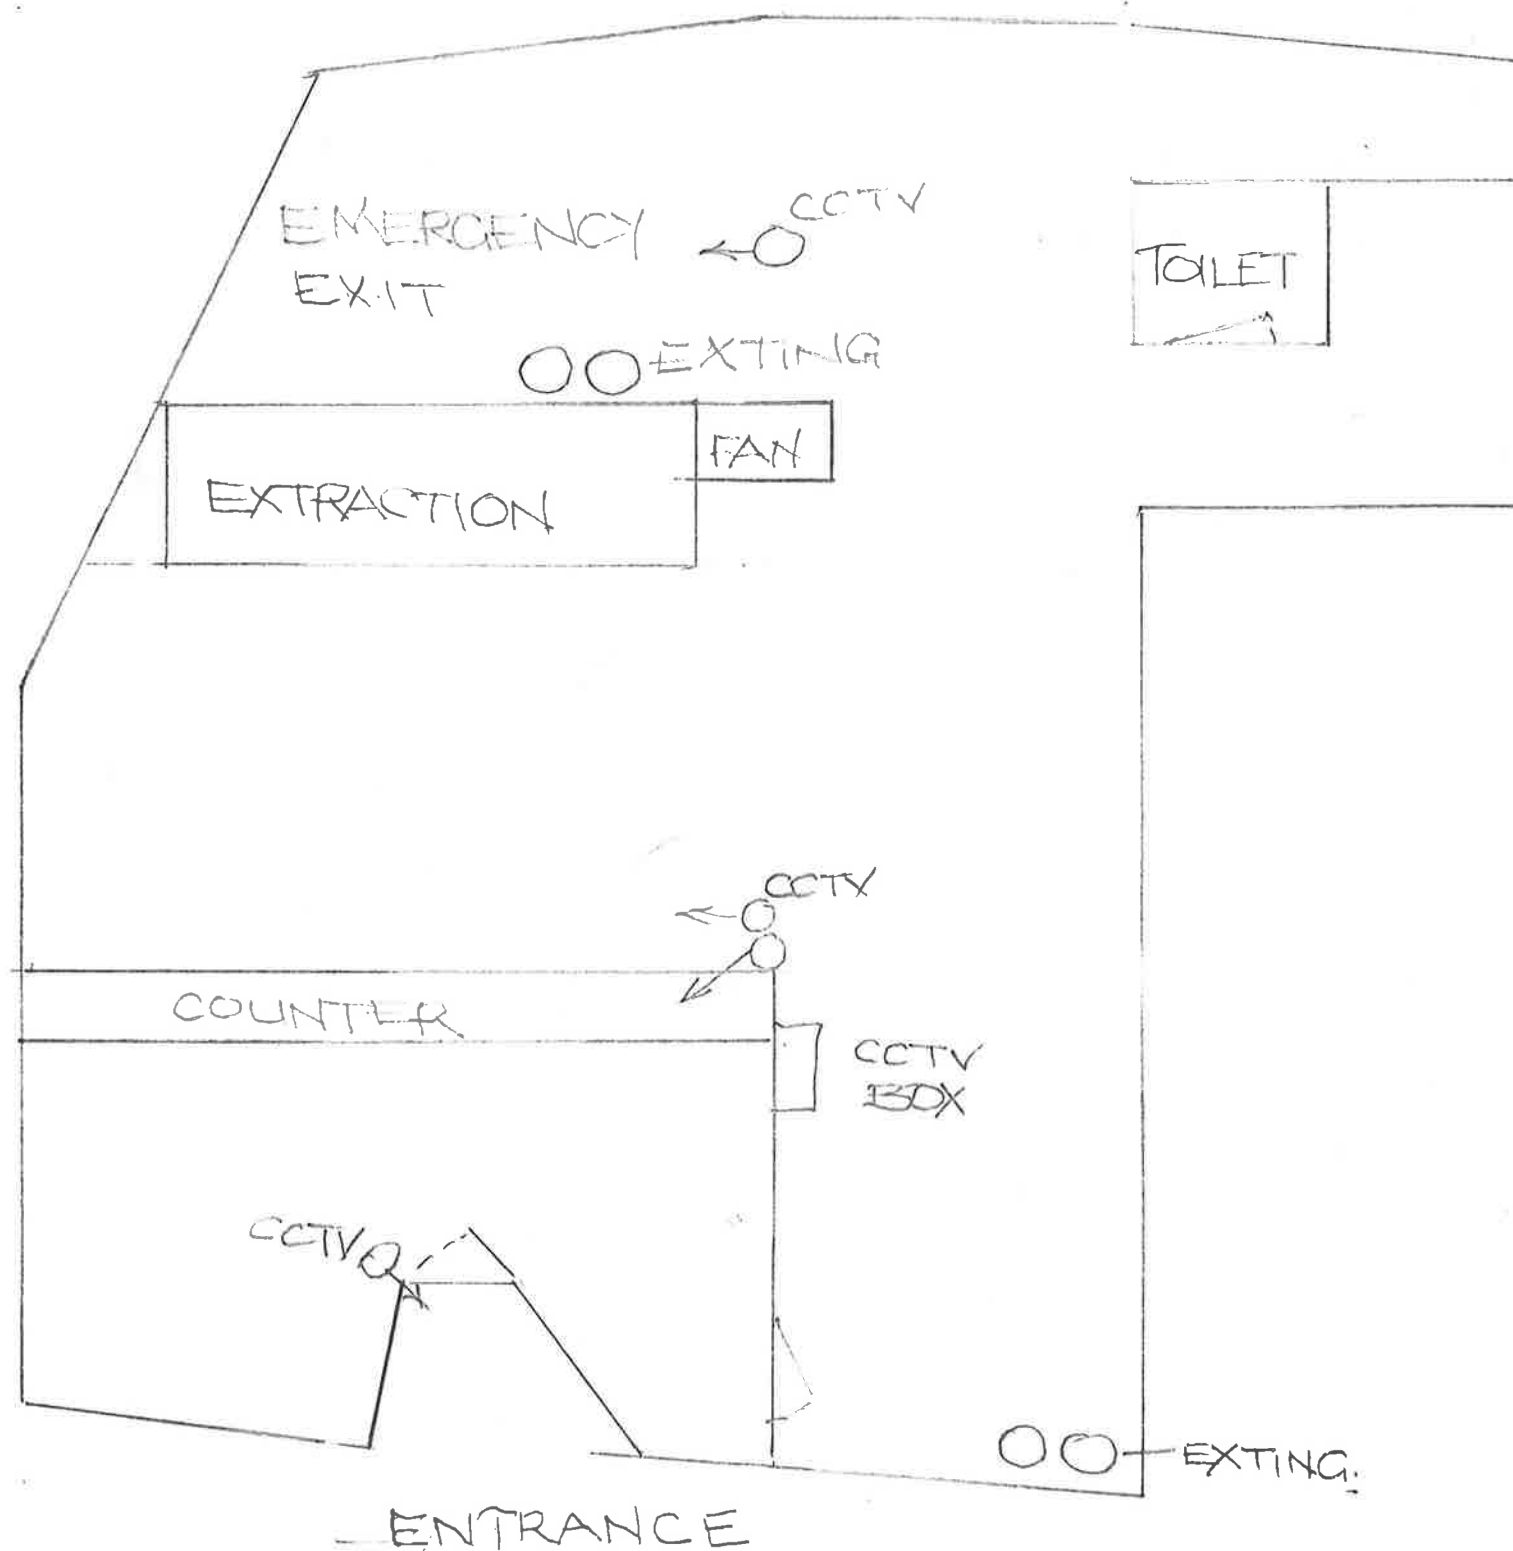 CCTV
EMERGENCY
EXIT
TOILET
EXTING
FAN
EXTRACTION
CCTV
COUNTER
CCTV
BOX
CCTV
EXTING.
ENTRANCE